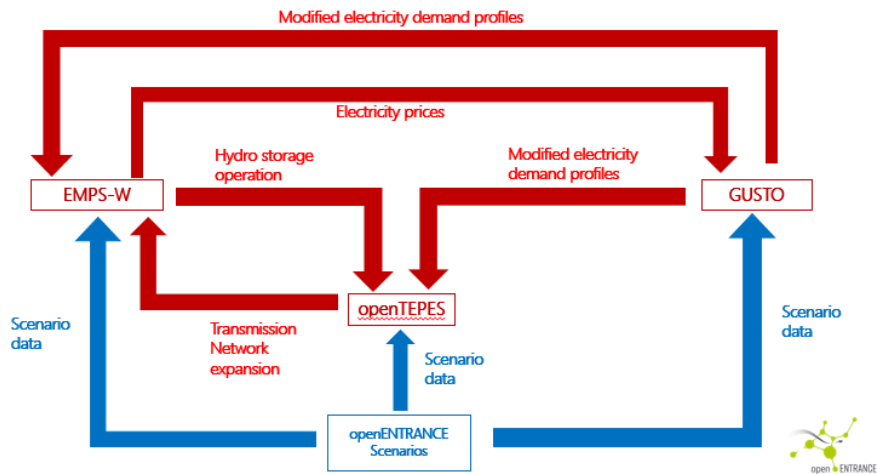 Modified electricity demand profiles
Electricity prices
Hydro storage
operation
Modified electricity
demand profiles
EMPS-W
GUSTO
openTEPES
Scenario
data
Transmission
Network
expansion
Scenario
data
Scenario
data
openENTRANCE
Scenarios
open ENTRANCE